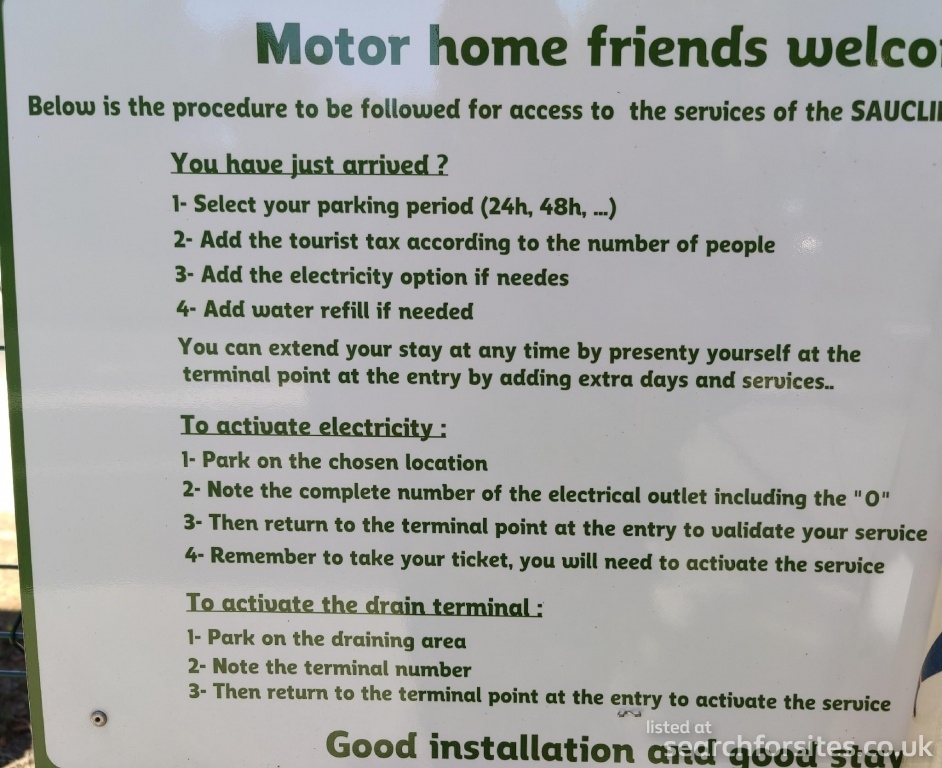 Motor home friends welco
Below is the procedure to be followed for access to the services of the SAUCLI
You have just arrived ?
1- Select your parking period (24h, 48h, ...)
2- Add the tourist tax according to the number of people
3- Add the electricity option if needes
4- Add water refill if needed
You can extend your stay at any time by presenty yourself at the
terminal point at the entry by adding extra days and services..
To activate electricity :
1- Park on the chosen location
2- Note the complete number of the electrical outlet including the "0"
3- Then return to the terminal point at the entry to validate your service
4- Remember to take your ticket, you will need to activate the service
To activate the drain terminal :
1- Park on the draining area
2- Note the terminal number
3- Then return to the terminal point at the entry to activate the service
Good installation and good stay
listed at
searchforsites.co.uk